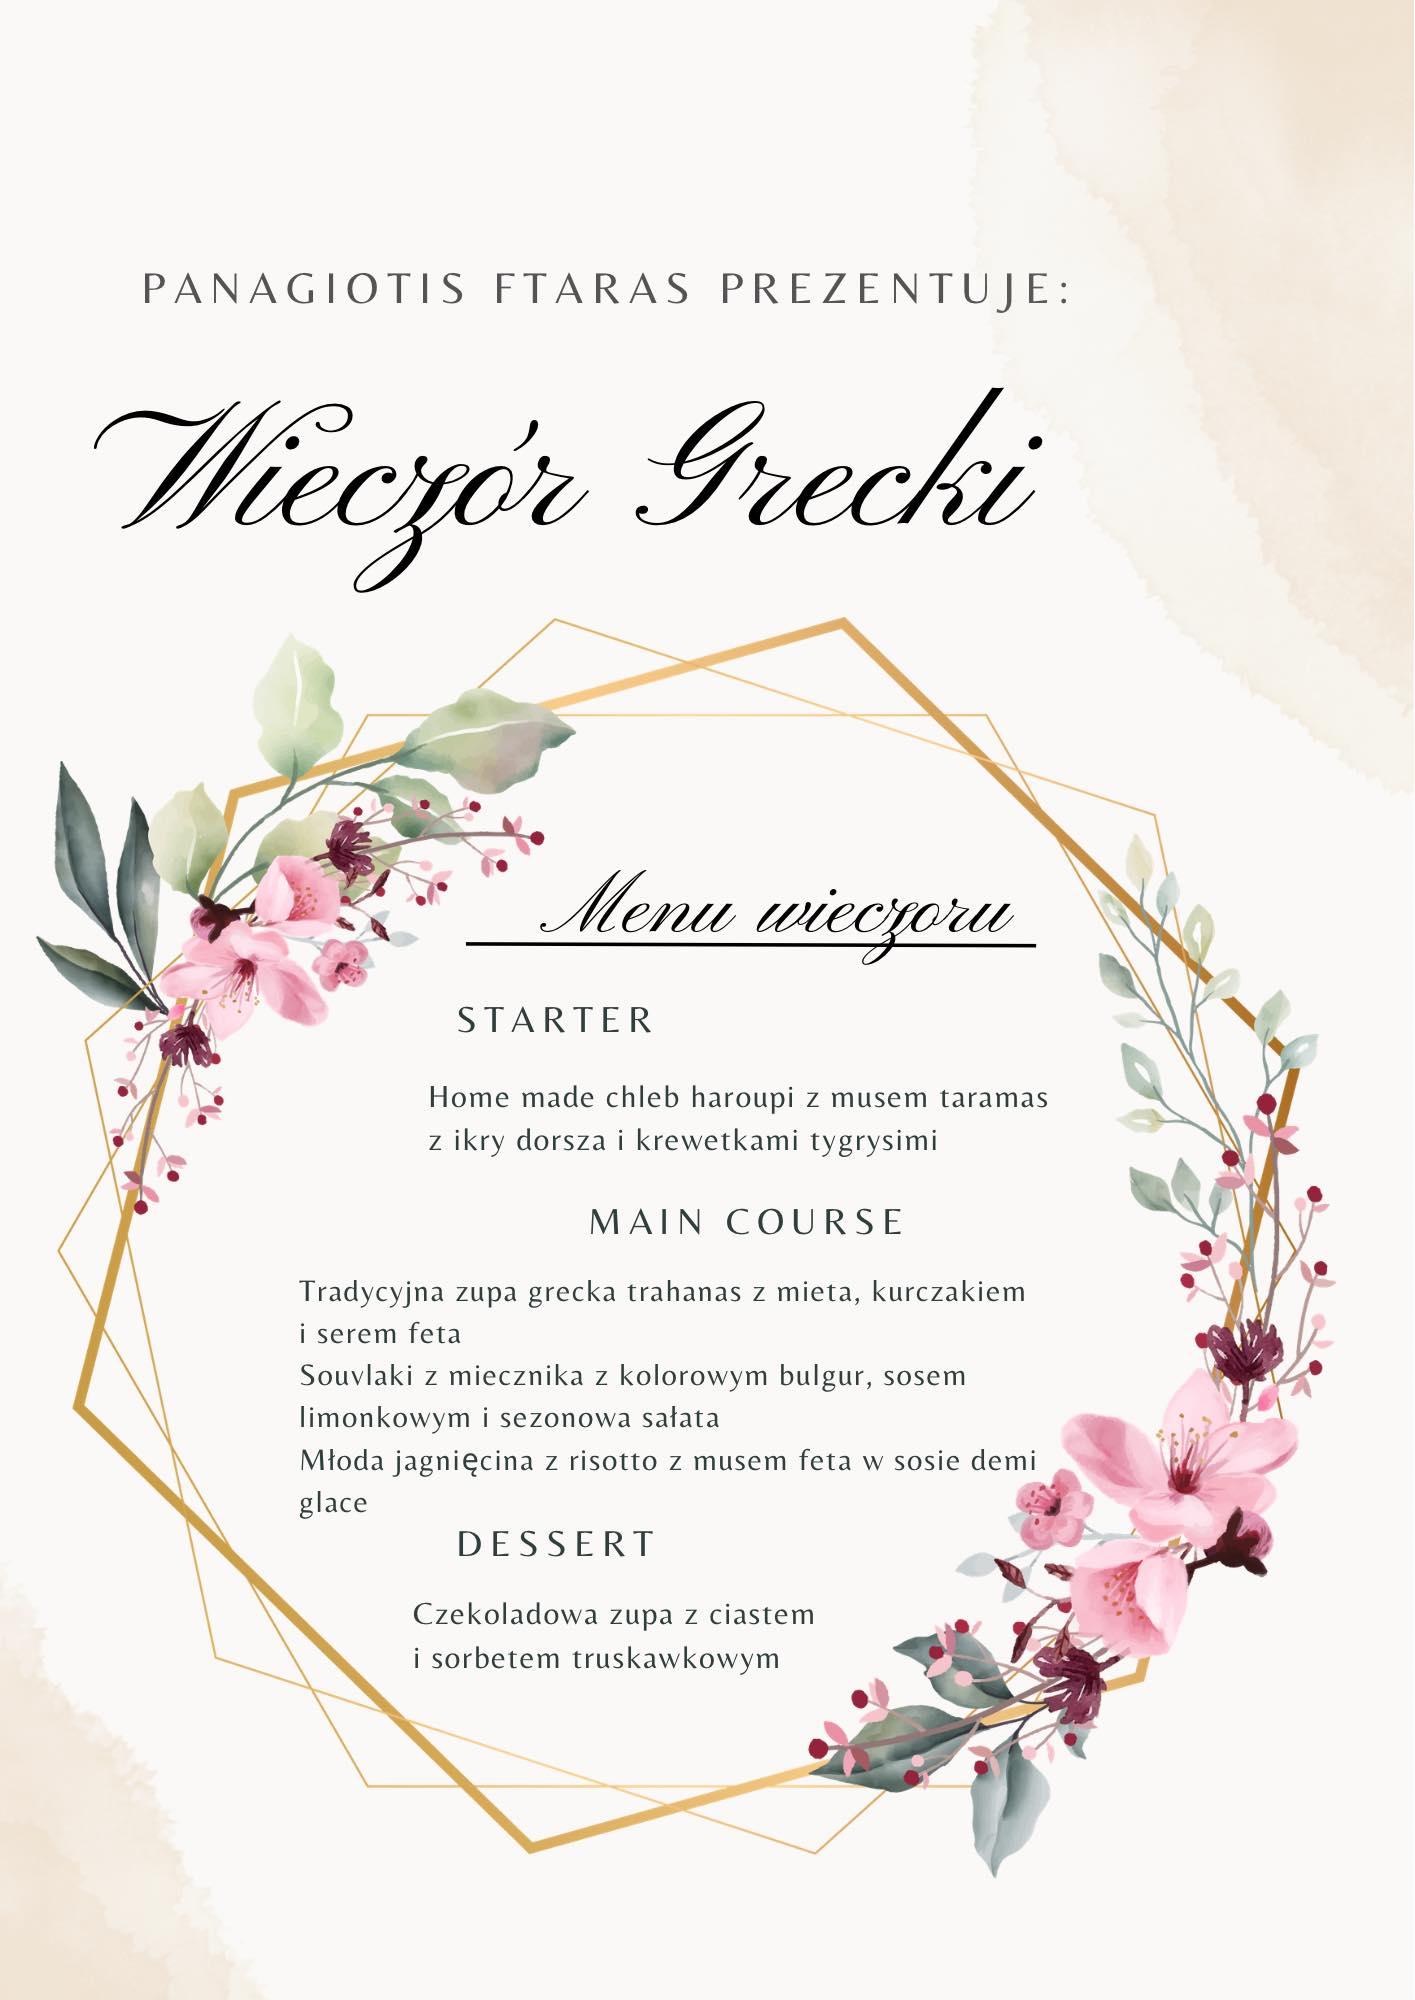 PANAGIOTIS FTARAS PREZENTUJE:
Wieczór Grecki
Menu wieczoru
STARTER
Home made chleb haroupi z musem taramas
z ikry dorsza i krewetkami tygrysimi
MAIN COURSE
Tradycyjna zupa grecka trahanas z mieta, kurczakiem
i serem feta
Souvlaki z miecznika z kolorowym bulgur, sosem
limonkowym i sezonowa sałata
Młoda jagnięcina z risotto z musem feta w sosie demi
glace
DESSERT
Czekoladowa zupa z ciastem
i sorbetem truskawkowym